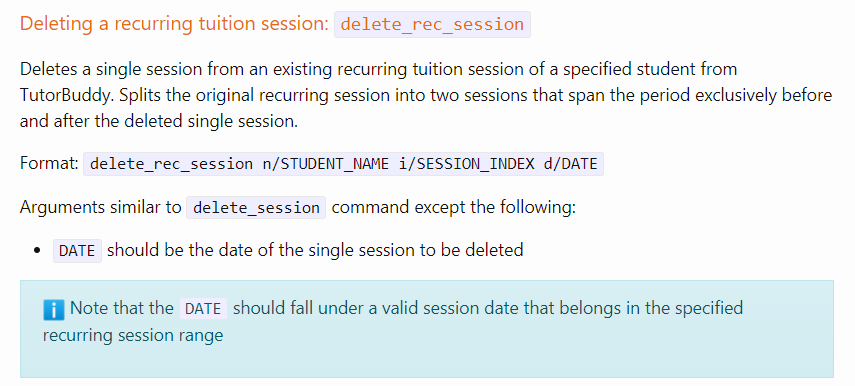 Deleting a recurring tuition session: delete_rec_session
Deletes a single session from an existing recurring tuition session of a specified student from
TutorBuddy. Splits the original recurring session into two sessions that span the period exclusively before
and after the deleted single session.
Format: delete_rec_session n/STUDENT_NAME i/SESSION_INDEX d/DATE
Arguments similar to delete_session command except the following:
• DATE should be the date of the single session to be deleted
ℹ Note that the DATE should fall under a valid session date that belongs in the specified
recurring session range